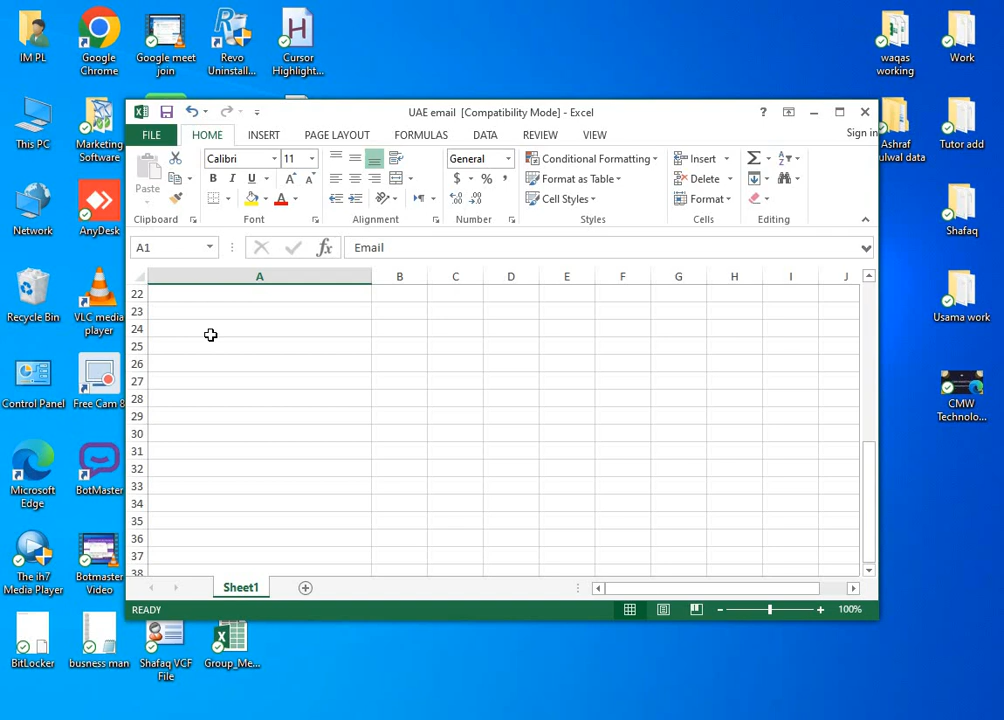 IM PL
Google Chrome
Google meet join
Revo Uninstall...
Cursor Highlight...
waqas working
Work
UAE email [Compatibility Mode] - Excel
?
FILE
HOME
INSERT
PAGE LAYOUT
FORMULAS
DATA
REVIEW
VIEW
Sign in
This PC
Marketing Software
Ashraf
ulwal data
Tutor add
Paste
Calibri
11
General
Conditional Formatting
Insert
B I U
$ % ,
Format as Table
Delete
A
Cell Styles
Format
Clipboard
Font
Alignment
Number
Styles
Cells
Editing
Network
AnyDesk
Shafaq
A1
fx
Email
A B C D E F G H I J
22
23
24
25
26
27
28
29
30
31
32
33
34
35
36
37
38
Recycle Bin
VLC media player
Usama work
Control Panel
Free Cam 8
CMW Technolo...
Microsoft Edge
BotMaster
The ih7 Media Player
Botmaster Video
Sheet1
READY
100%
BitLocker
busness man
Shafaq VCF File
Group_Me...